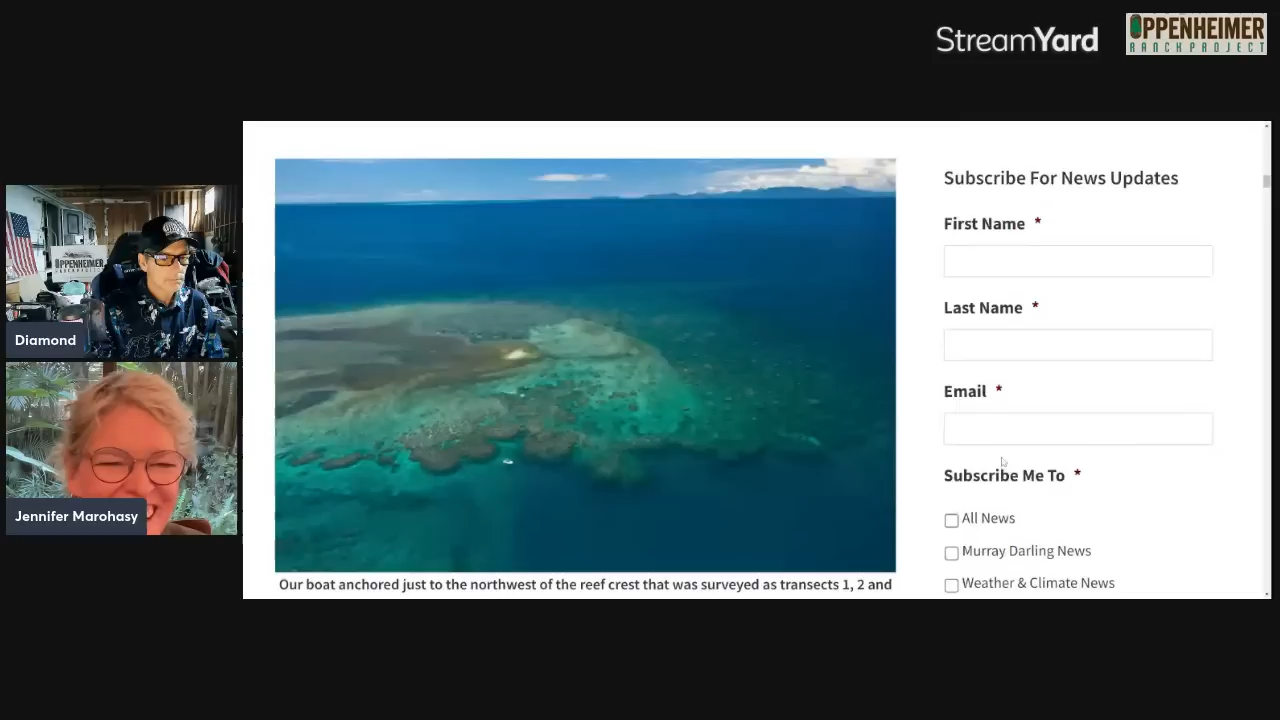 StreamYard
OPPENHEIMER
RANCH PROJECT
OPPENHEIMER
Diamond
Jennifer Marohasy
Our boat anchored just to the northwest of the reef crest that was surveyed as transects 1, 2 and
Subscribe For News Updates
First Name *
Last Name *
Email *
Subscribe Me To *
All News
Murray Darling News
Weather & Climate News